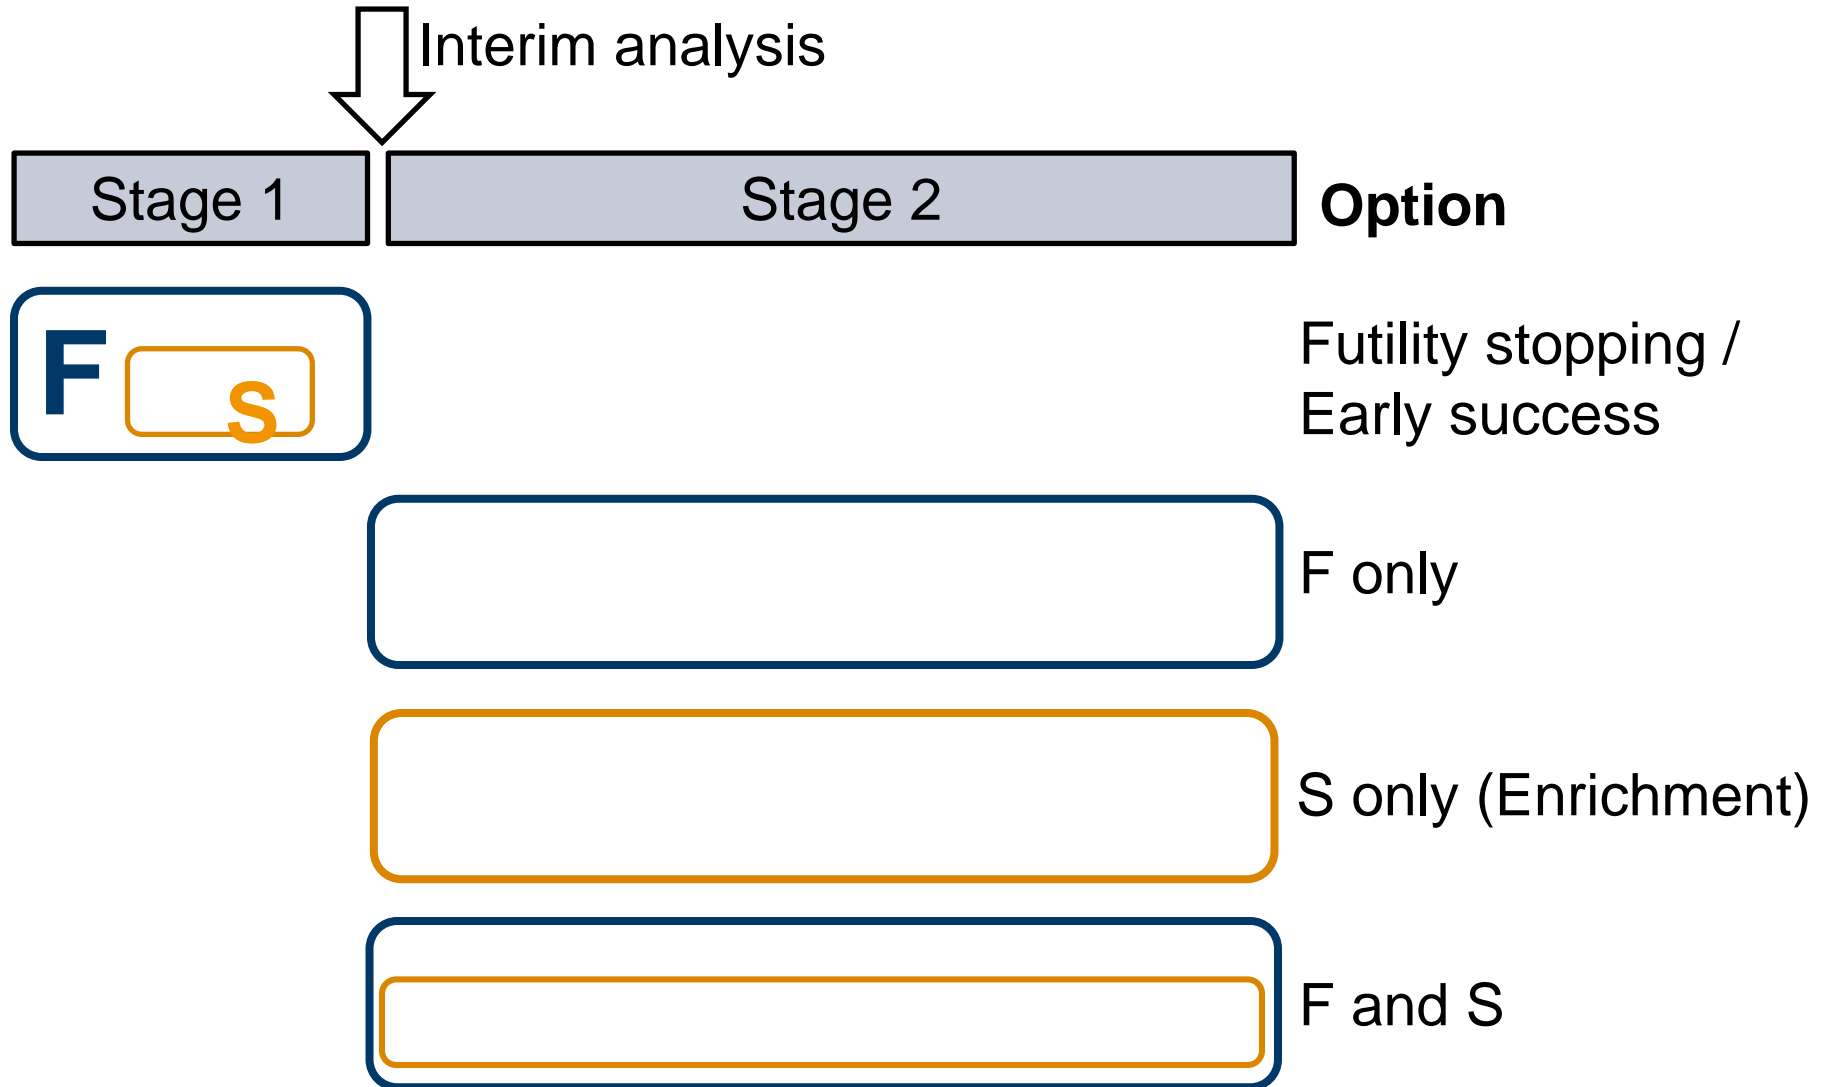 Interim analysis
Stage 1
Stage 2
Option
F
S
Futility stopping /
Early success
F only
S only (Enrichment)
F and S